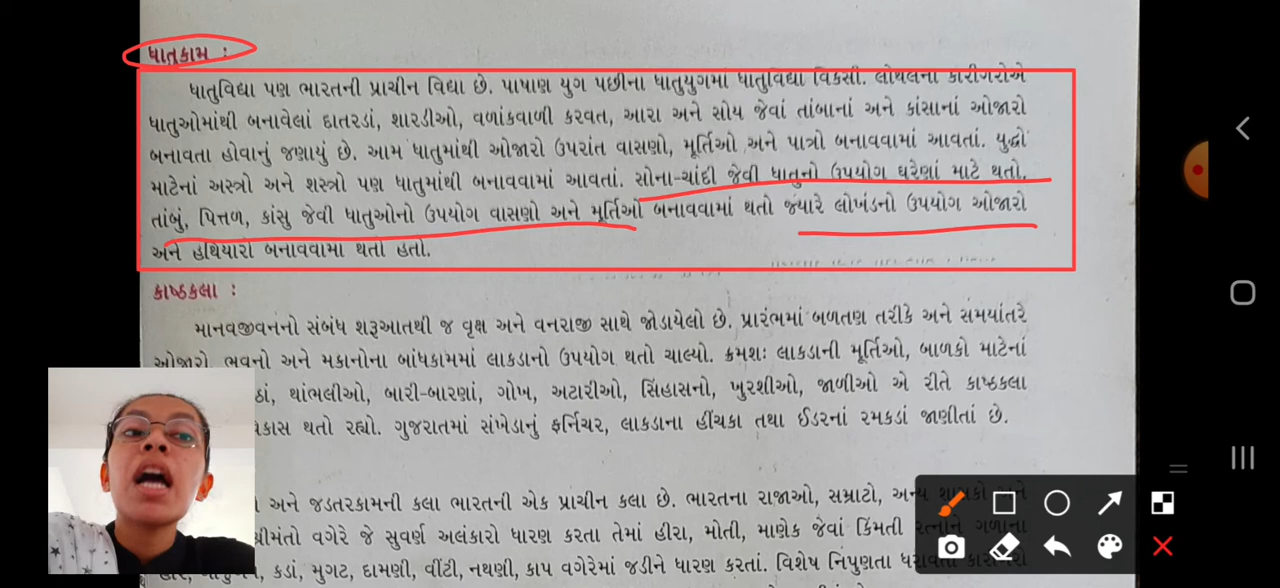 ધાતુકામ :
ધાતુવિદ્યા પણ ભારતની પ્રાચીન વિદ્યા છે. પાષાણ યુગ પછીના ધાતુયુગમાં ધાતુવિદ્યા વિકસી. લોથલના કારીગરોએ
ધાતુઓમાંથી બનાવેલાં દાતરડાં, શારડીઓ, વળાંકવાળી કરવત, આરા અને સોય જેવાં તાંબાનાં અને કાંસાનાં ઓજારો
બનાવતા હોવાનું જણાયું છે. આમ ધાતુમાંથી ઓજારો ઉપરાંત વાસણો, મૂર્તિઓ અને પાત્રો બનાવવામાં આવતાં. યુદ્ધો
માટેનાં અસ્ત્રો અને શસ્ત્રો પણ ધાતુમાંથી બનાવવામાં આવતાં. સોના-ચાંદી જેવી ધાતુનો ઉપયોગ ઘરેણાં માટે થતો.
તાંબું, પિત્તળ, કાંસુ જેવી ધાતુઓનો ઉપયોગ વાસણો અને મૂર્તિઓ બનાવવામાં થતો જ્યારે લોખંડનો ઉપયોગ ઓજારો
અને હથિયારો બનાવવામા થતો હતો.
કાષ્ઠકલા :
માનવજીવનનો સંબંધ શરૂઆતથી જ વૃક્ષ અને વનરાજી સાથે જોડાયેલો છે. પ્રારંભમાં બળતણ તરીકે અને સમયાંતરે
ઓજારો, ભવનો અને મકાનોના બાંધકામમાં લાકડાનો ઉપયોગ થતો ચાલ્યો. ક્રમશઃ લાકડાની મૂર્તિઓ, બાળકો માટેનાં
થાંભલીઓ, બારી-બારણાં, ગોખ, અટારીઓ, સિંહાસનો, ખુરશીઓ, જાળીઓ એ રીતે કાષ્ઠકલા
થતો રહ્યો. ગુજરાતમાં સંખેડાનું ફર્નિચર, લાકડાના હીંચકા તથા ઈડરનાં રમકડાં જાણીતાં છે.
અને જડતરકામની કલા ભારતની એક પ્રાચીન કલા છે. ભારતના રાજાઓ, સમ્રાટો, અન્ય
વગેરે જે સુવર્ણ અલંકારો ધારણ કરતા તેમાં હીરા, મોતી, માણેક જેવાં કિંમતી
કડાં, મુગટ, દામણી, વીંટી, નથણી, કાપ વગેરેમાં જડીને ધારણ કરતાં. વિશેષ નિપુણતા